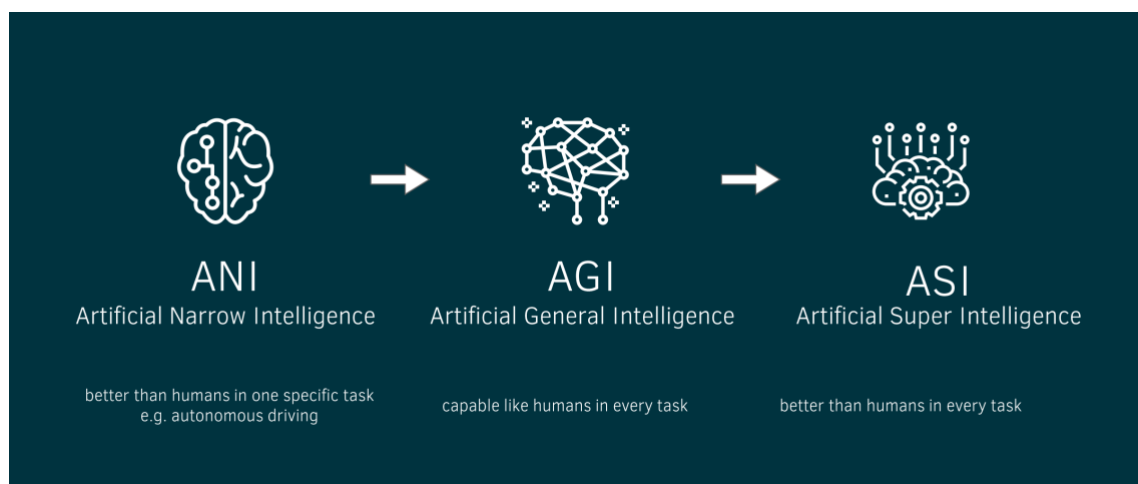 ANI
Artificial Narrow Intelligence
better than humans in one specific task
e.g. autonomous driving
AGI
Artificial General Intelligence
capable like humans in every task
ASI
Artificial Super Intelligence
better than humans in every task